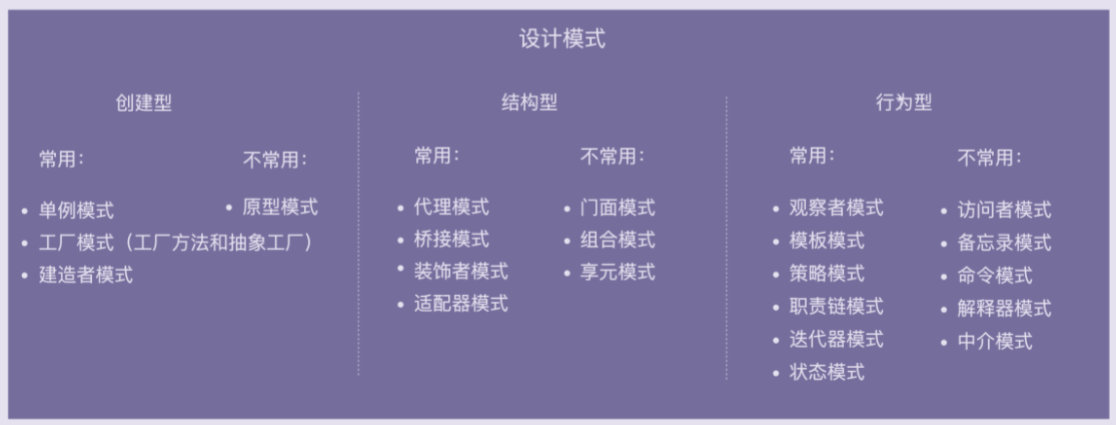 设计模式
创建型
常用：
单例模式
工厂模式（工厂方法和抽象工厂）
建造者模式
不常用：
原型模式
结构型
常用：
代理模式
桥接模式
装饰者模式
适配器模式
不常用：
门面模式
组合模式
享元模式
行为型
常用：
观察者模式
模板模式
策略模式
职责链模式
迭代器模式
状态模式
不常用：
访问者模式
备忘录模式
命令模式
解释器模式
中介模式